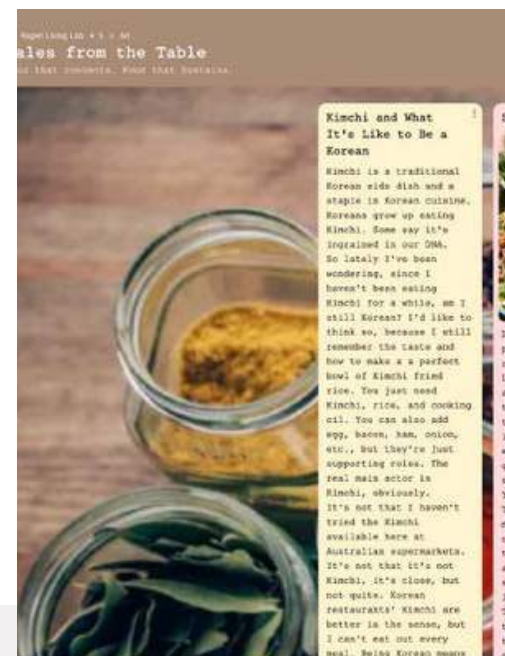 ales from the Table
Kimchi and What
It's Like to Be a
Korean
Kimchi is a traditional
Korean side dish and a
staple in Korean cuisine.
Koreans grow up eating
Kimchi. Some say it's
ingrained in our DNA.
So lately I've been
wondering, since I
haven't been eating
Kimchi for a while, am I
still Korean? I'd like to
think so, because I still
remember the taste and
how to make a a perfect
bowl of Kimchi fried
rice. You just need
Kimchi, rice, and cooking
oil. You can also add
egg, bacon, ham, onion,
etc., but they're just
supporting roles. The
real main actor is
Kimchi, obviously.
It's not that I haven't
tried the Kimchi
available here at
Australian supermarkets.
It's not that it's not
Kimchi, it's close, but
not quite. Korean
restaurants' Kimchi are
better in the sense, but
I can't eat out every
meal. Being Korean means